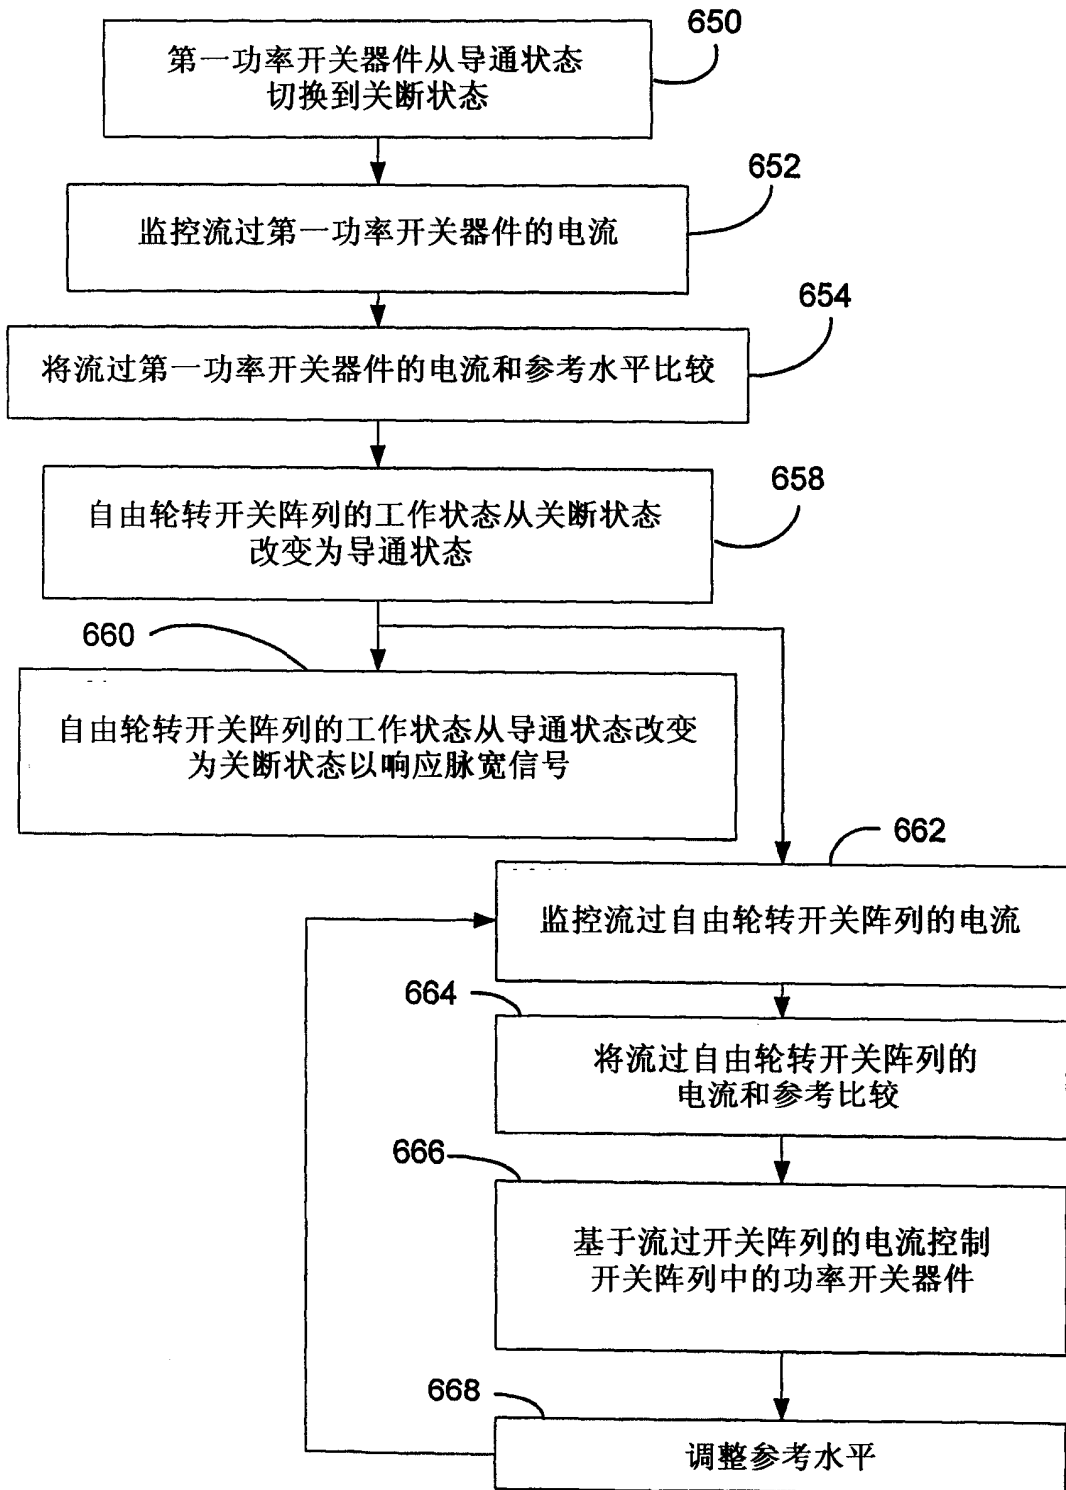 650
第一功率开关器件从导通状态
切换到关断状态
652
监控流过第一功率开关器件的电流
654
将流过第一功率开关器件的电流和参考水平比较
658
自由轮转开关阵列的工作状态从关断状态
改变为导通状态
660
自由轮转开关阵列的工作状态从导通状态改变
为关断状态以响应脉宽信号
662
监控流过自由轮转开关阵列的电流
664
将流过自由轮转开关阵列的
电流和参考比较
666
基于流过开关阵列的电流控制
开关阵列中的功率开关器件
668
调整参考水平